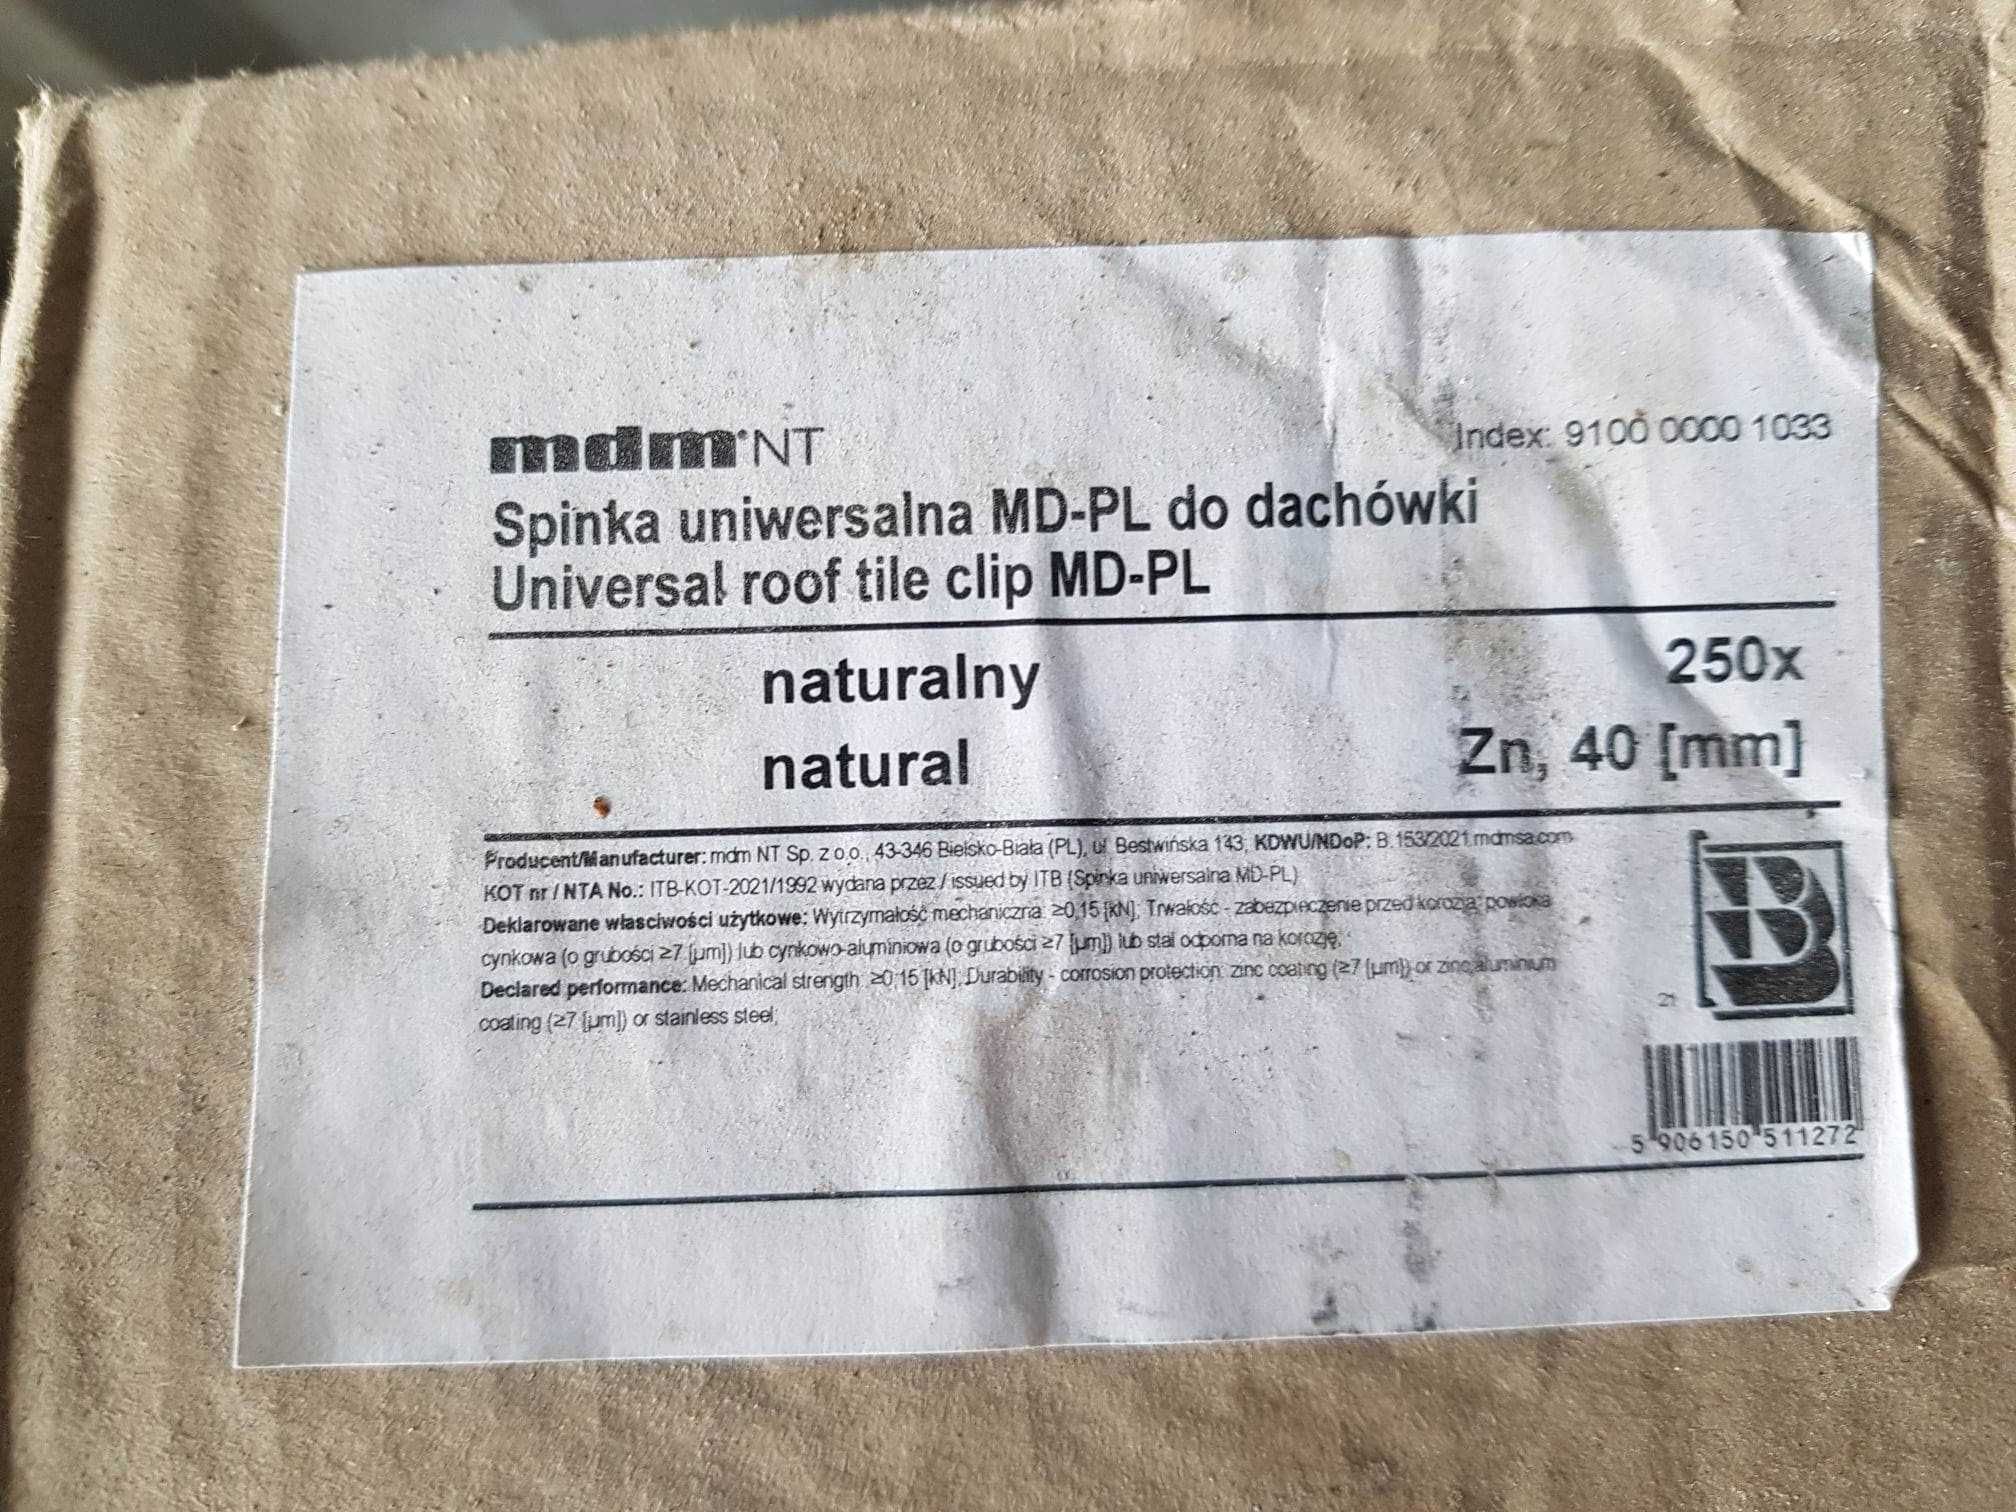 mdm®NT
Index: 9100 0000 1033
Spinka uniwersalna MD-PL do dachówki
Universal roof tile clip MD-PL
naturalny
250x
natural
Zn, 40 [mm]
Producent/Manufacturer: mdm NT Sp. z o.o., 43-346 Bielsko-Biała (PL), ul. Bestwińska 143; KDWU/NDoP: B.153/2021.mdmsa.com
KOT nr / NTA No.: ITB-KOT-2021/1992 wydana przez / issued by ITB (Spinka uniwersalna MD-PL)
Deklarowane własciwości użytkowe: Wytrzymałość mechaniczna: ≥0,15 [kN]; Trwałość - zabezpieczenie przed korozją: powłoka
cynkowa (o grubości ≥7 [μm]) lub cynkowo-aluminiowa (o grubości ≥7 [μm]) lub stal odporna na korozję;
Declared performance: Mechanical strength: ≥0,15 [kN]; Durability - corrosion protection: zinc coating (≥7 [μm]) or zinc,aluminium
coating (≥7 [μm]) or stainless steel;
21
B
5 906150 511272